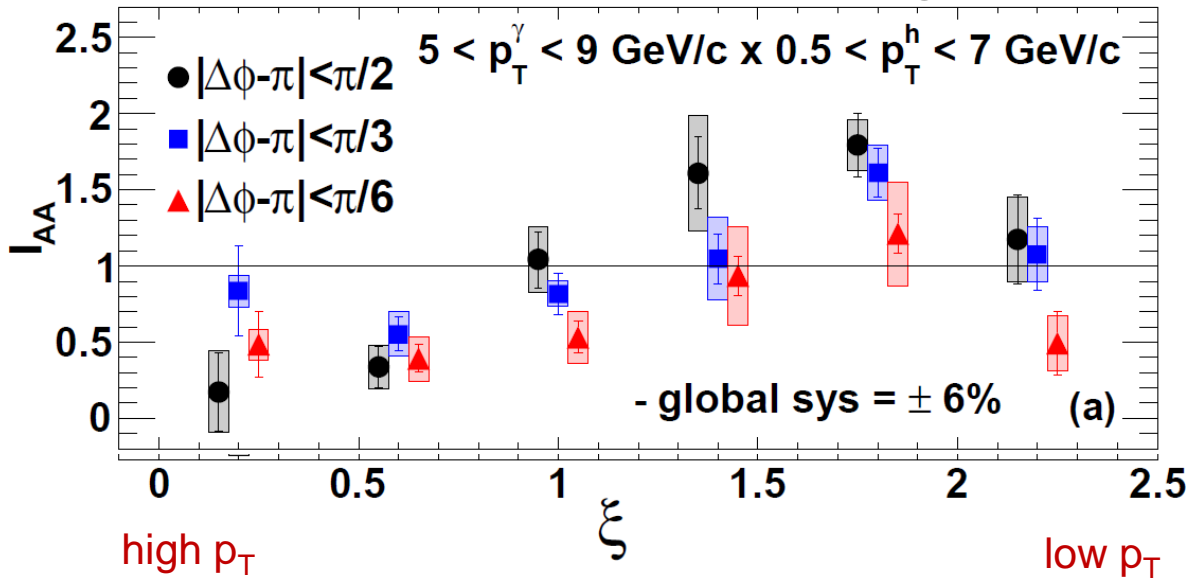 5 < p_T^γ < 9 GeV/c x 0.5 < p_T^h < 7 GeV/c
|Δϕ-π|<π/2
|Δϕ-π|<π/3
|Δϕ-π|<π/6
I_AA
2.5
2
1.5
1
0.5
0
- global sys = ± 6%
(a)
0 0.5 1 1.5 2 2.5
ξ
high p_T
low p_T